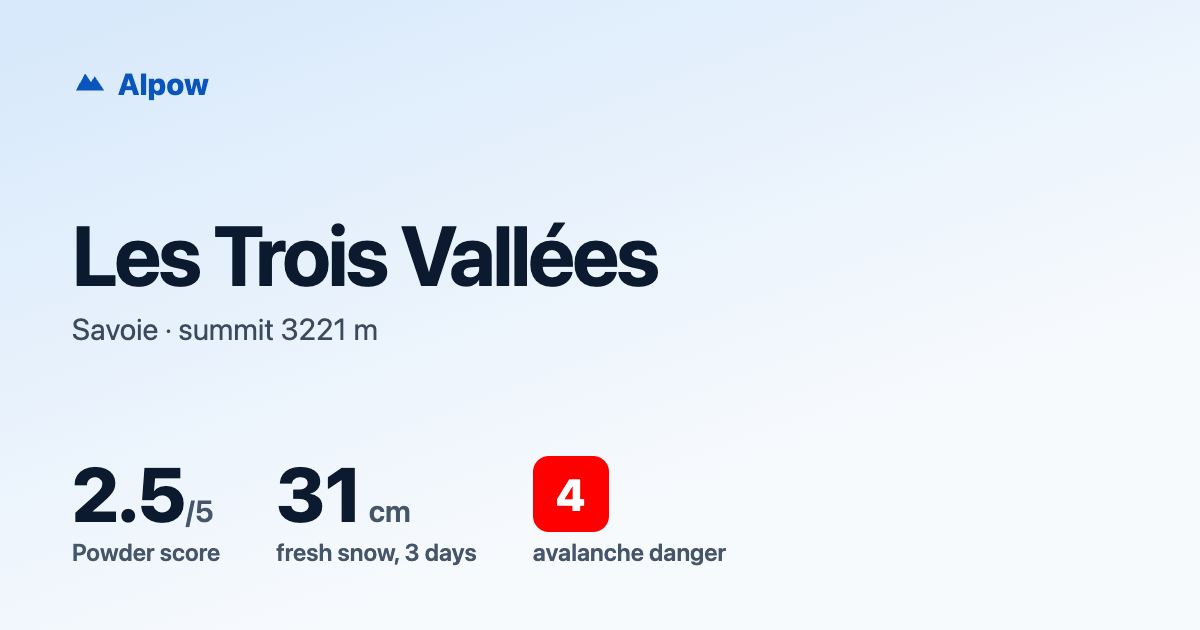 Alpow
Les Trois Vallées
Savoie · summit 3221 m
2.5/5
Powder score
31 cm
fresh snow, 3 days
4
avalanche danger